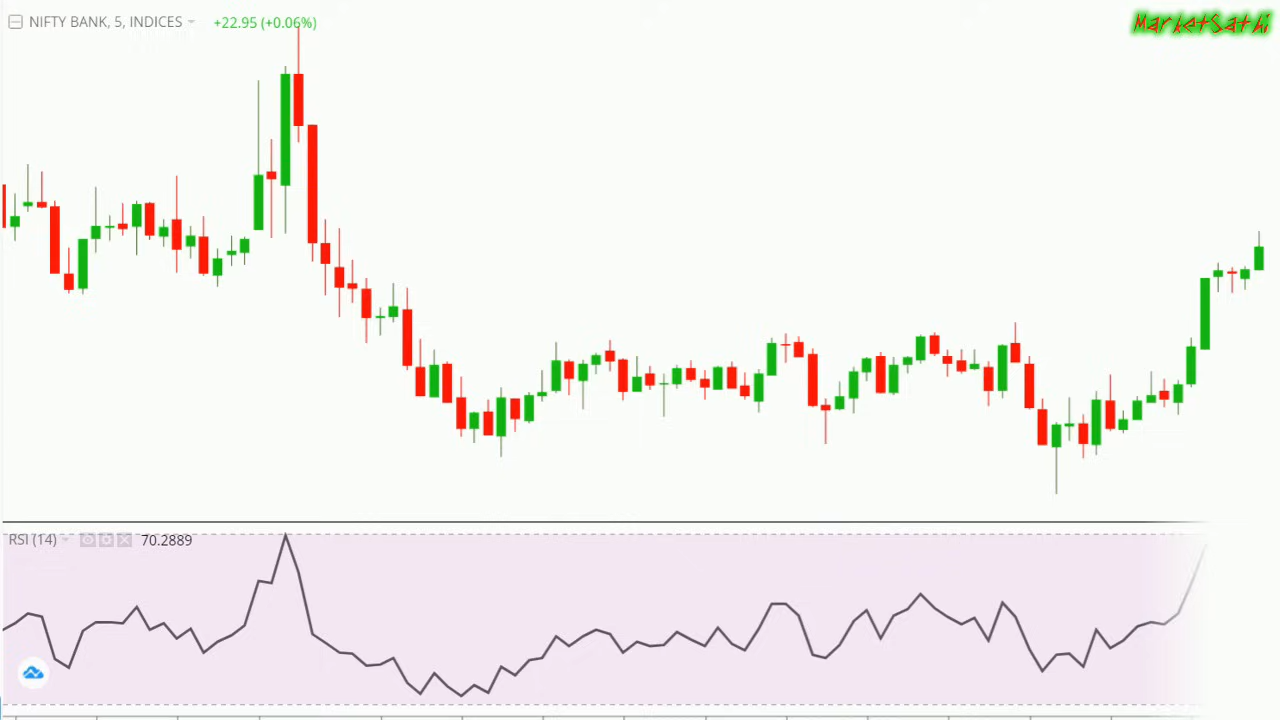 NIFTY BANK, 5, INDICES +22.95 (+0.06%)
MarketSathi
RSI (14) 70.2889